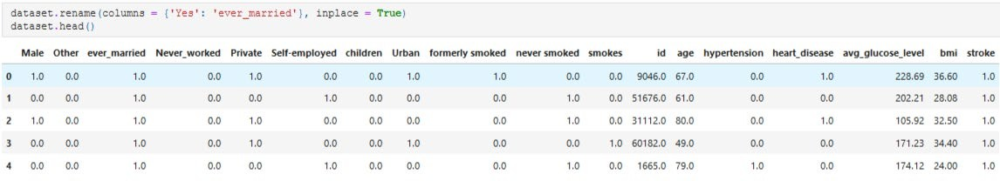 dataset.rename(columns = {'Yes': 'ever_married'}, inplace = True)
dataset.head()
Male Other ever_married Never_worked Private Self-employed children Urban formerly smoked never smoked smokes id age hypertension heart_disease avg_glucose_level bmi stroke
0 1.0 0.0 1.0 0.0 1.0 0.0 0.0 1.0 1.0 0.0 0.0 9046.0 67.0 0.0 1.0 228.69 36.60 1.0
1 0.0 0.0 1.0 0.0 0.0 1.0 0.0 0.0 0.0 1.0 0.0 51676.0 61.0 0.0 0.0 202.21 28.08 1.0
2 1.0 0.0 1.0 0.0 1.0 0.0 0.0 0.0 0.0 1.0 0.0 31112.0 80.0 0.0 1.0 105.92 32.50 1.0
3 0.0 0.0 1.0 0.0 1.0 0.0 0.0 1.0 0.0 0.0 1.0 60182.0 49.0 0.0 0.0 171.23 34.40 1.0
4 0.0 0.0 1.0 0.0 0.0 1.0 0.0 0.0 0.0 1.0 0.0 1665.0 79.0 1.0 0.0 174.12 24.00 1.0